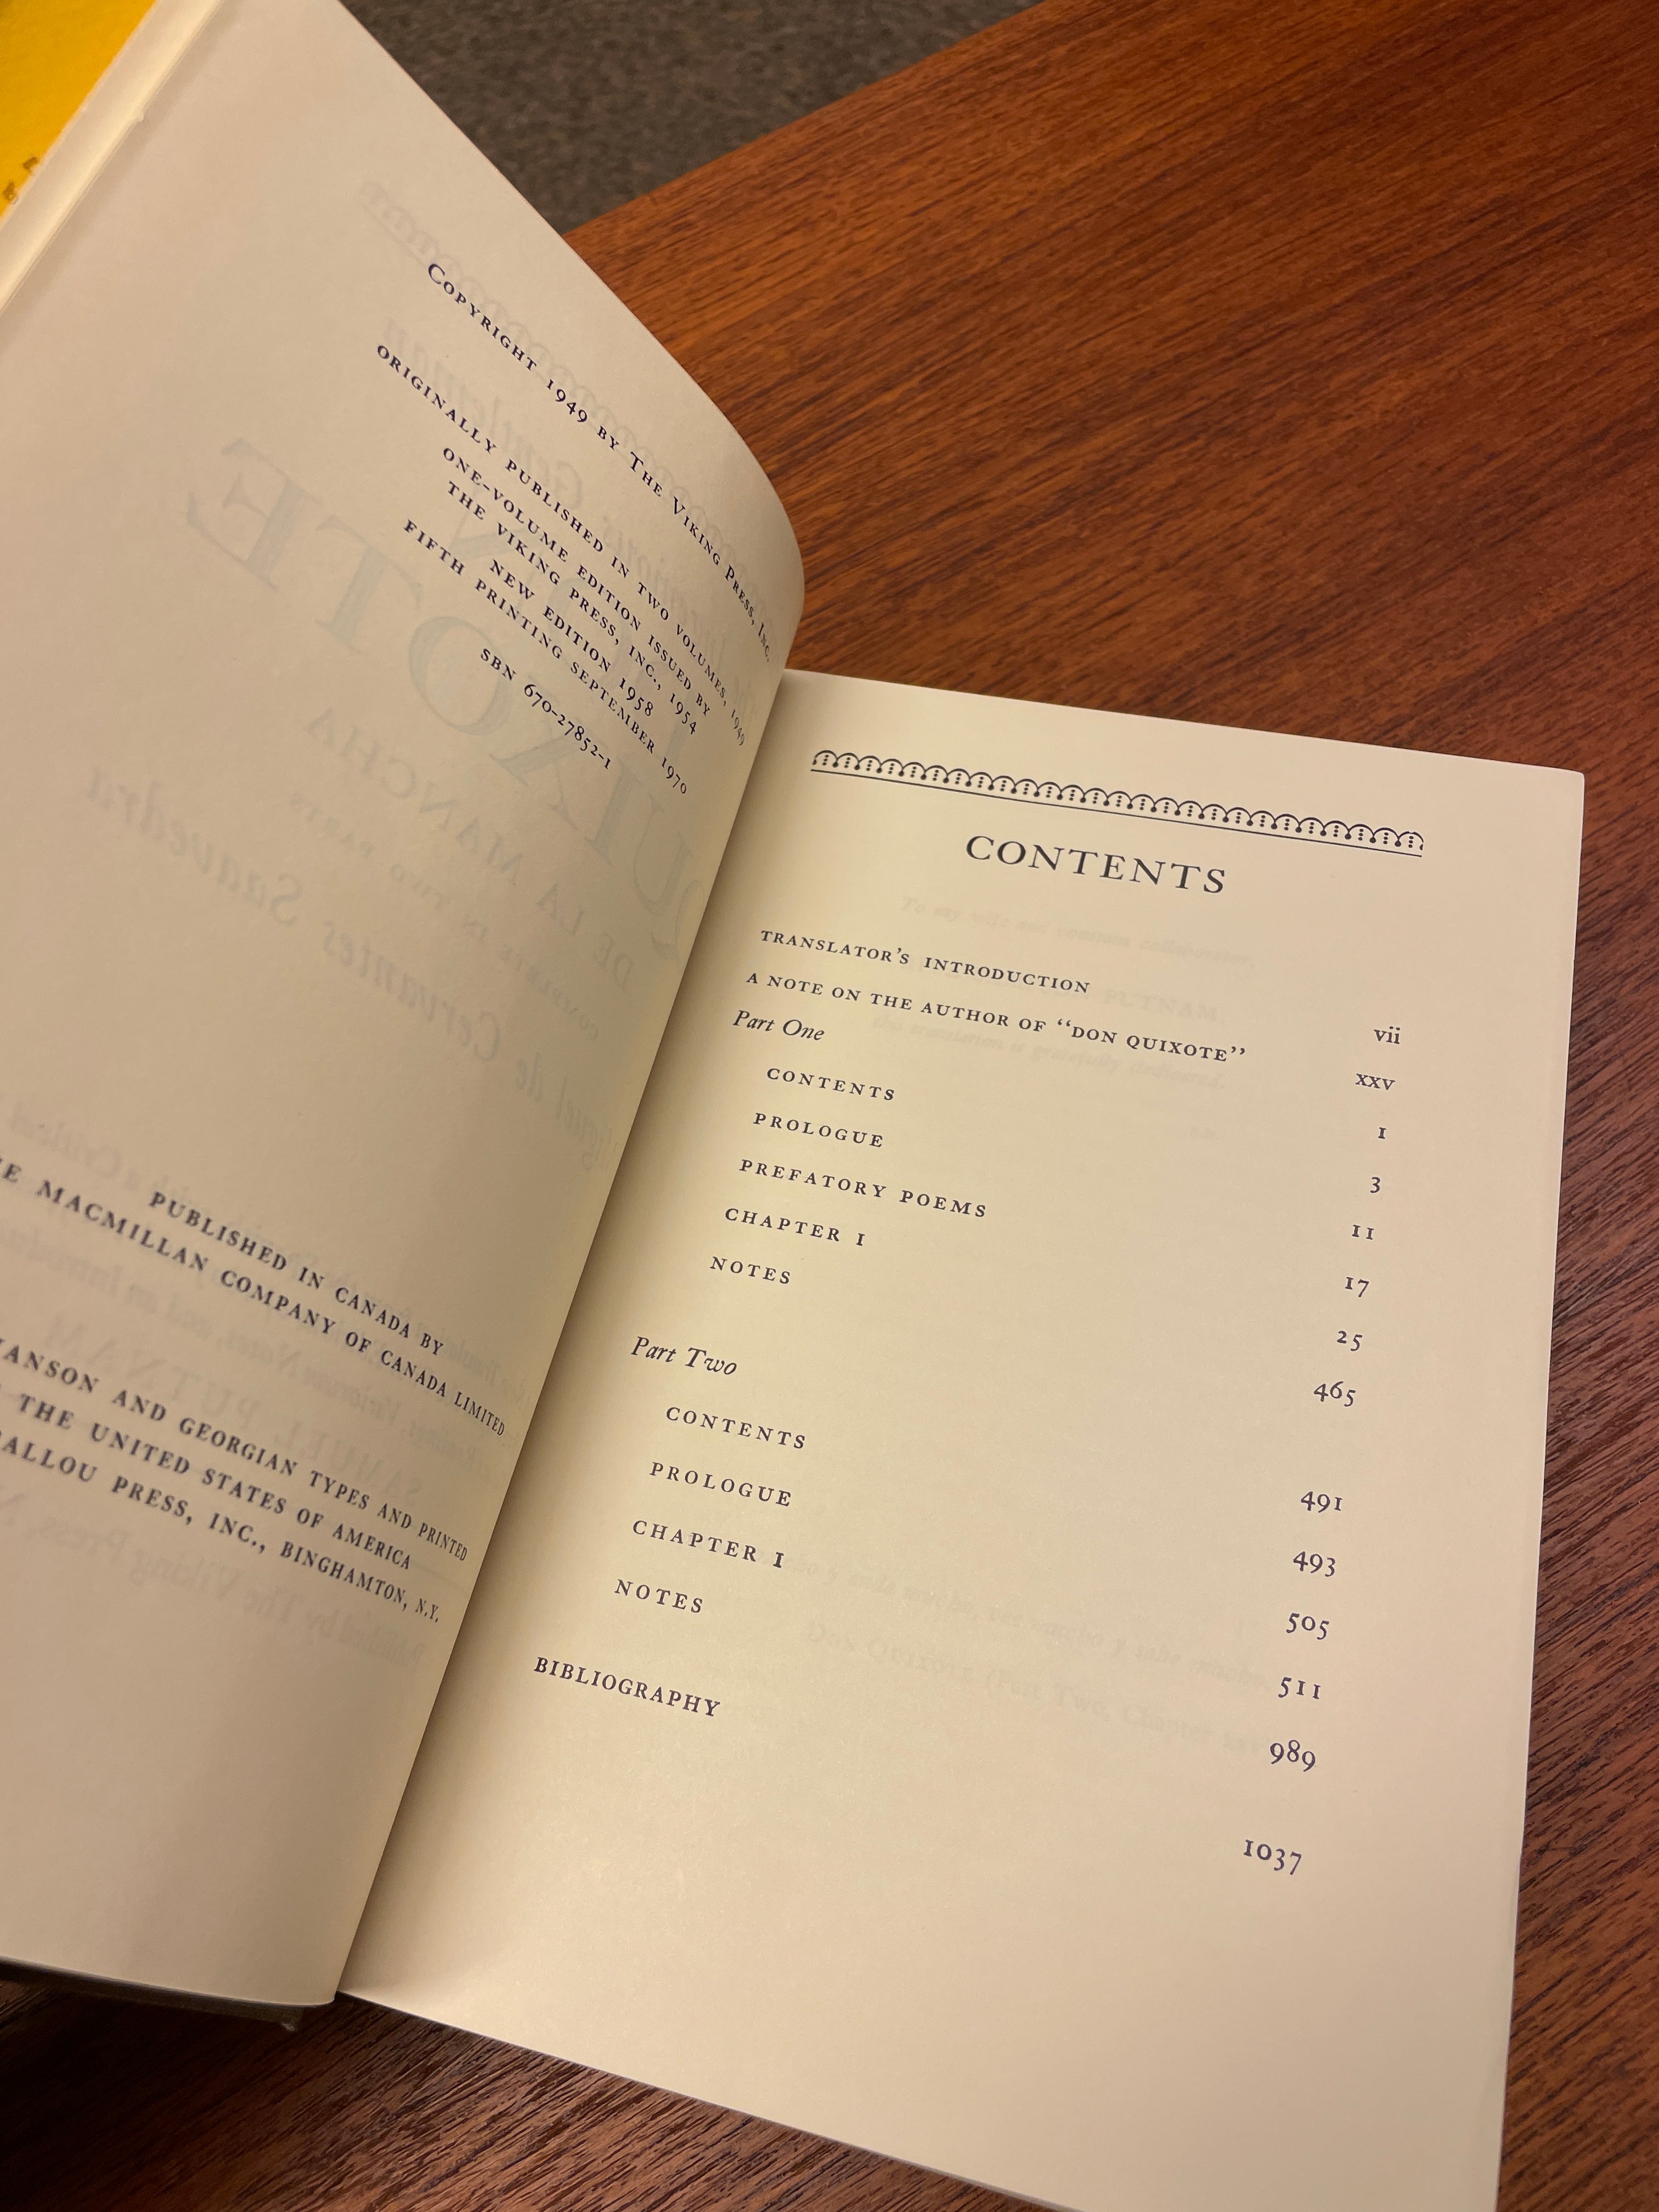 Copyright 1949 by The Viking Press, Inc.
originally published in two volumes, 1949
one-volume edition issued by
the viking press, inc., 1954
new edition 1958
fifth printing september 1970
sbn 670-27852-1
published in canada by
macmillan company of canada limited
and georgian types and printed
the united states of america
press, inc., binghamton, n.y.
CONTENTS
TRANSLATOR'S INTRODUCTION vii
A NOTE ON THE AUTHOR OF "DON QUIXOTE" xxv
Part One 1
CONTENTS 3
PROLOGUE 11
PREFATORY POEMS 17
CHAPTER I 25
NOTES 465
Part Two 491
CONTENTS 493
PROLOGUE 505
CHAPTER I 511
NOTES 989
BIBLIOGRAPHY 1037